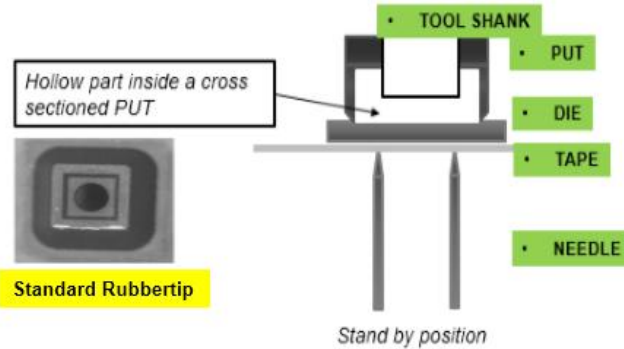 • TOOL SHANK
• PUT
Hollow part inside a cross
sectioned PUT
• DIE
• TAPE
• NEEDLE
Standard Rubbertip
Stand by position